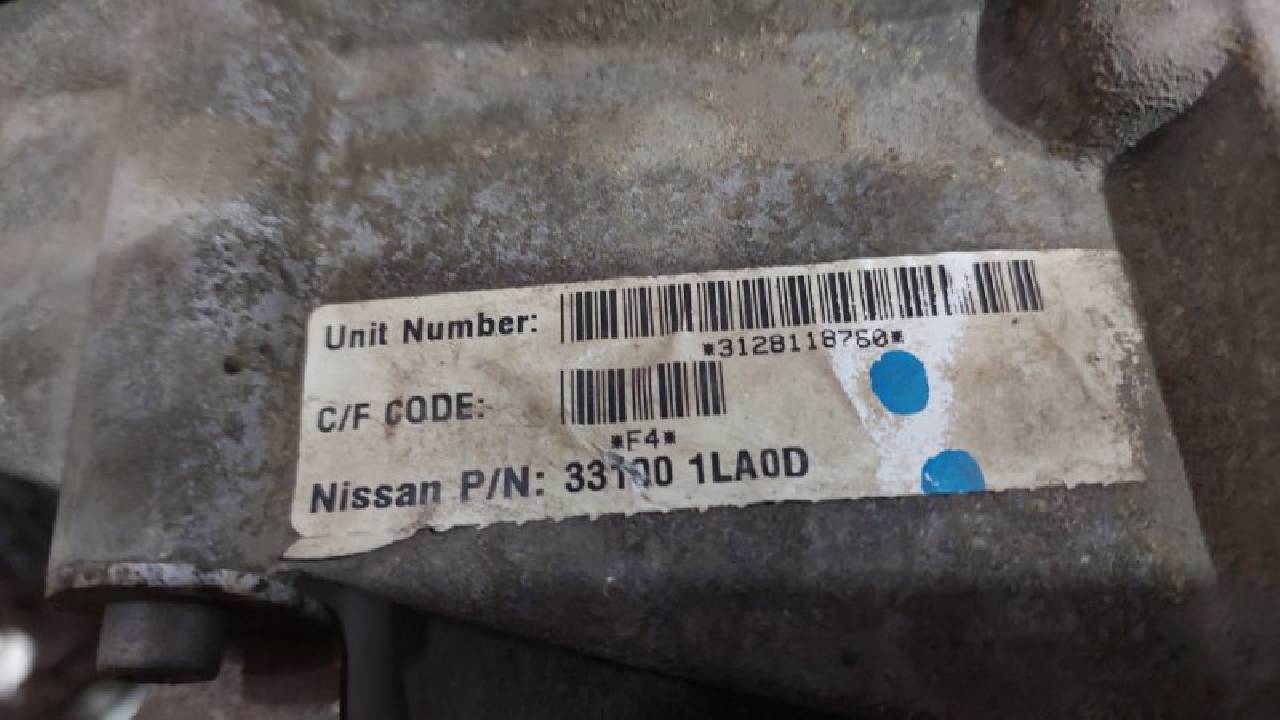 Unit Number:
*3128118760*
C/F CODE:
*F4*
Nissan P/N: 33100 1LA0D